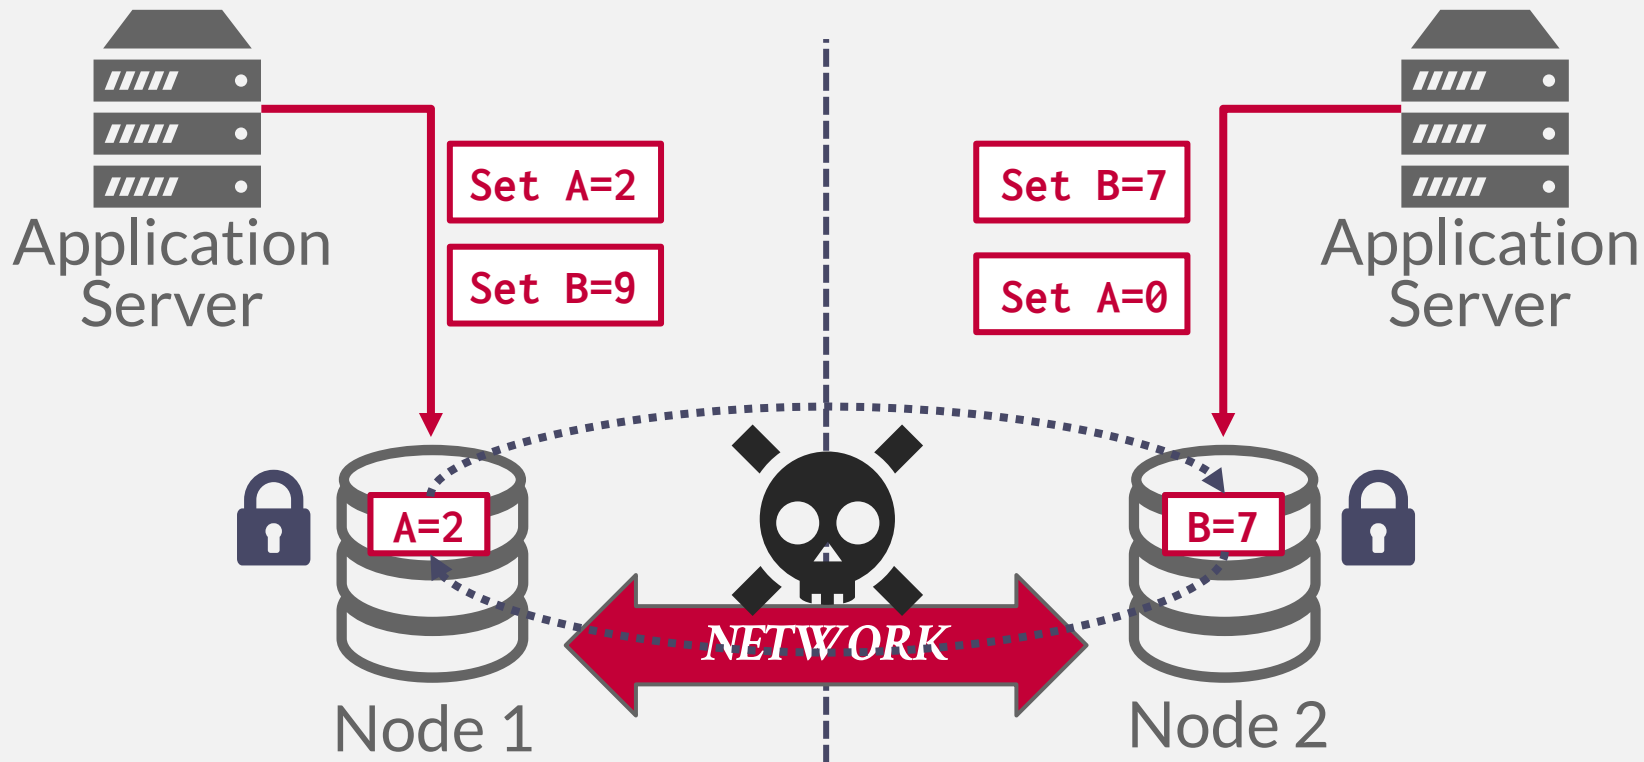 Set A=2
Set B=9
Application
Server
Set B=7
Set A=0
Application
Server
A=2
B=7
NETWORK
Node 1
Node 2